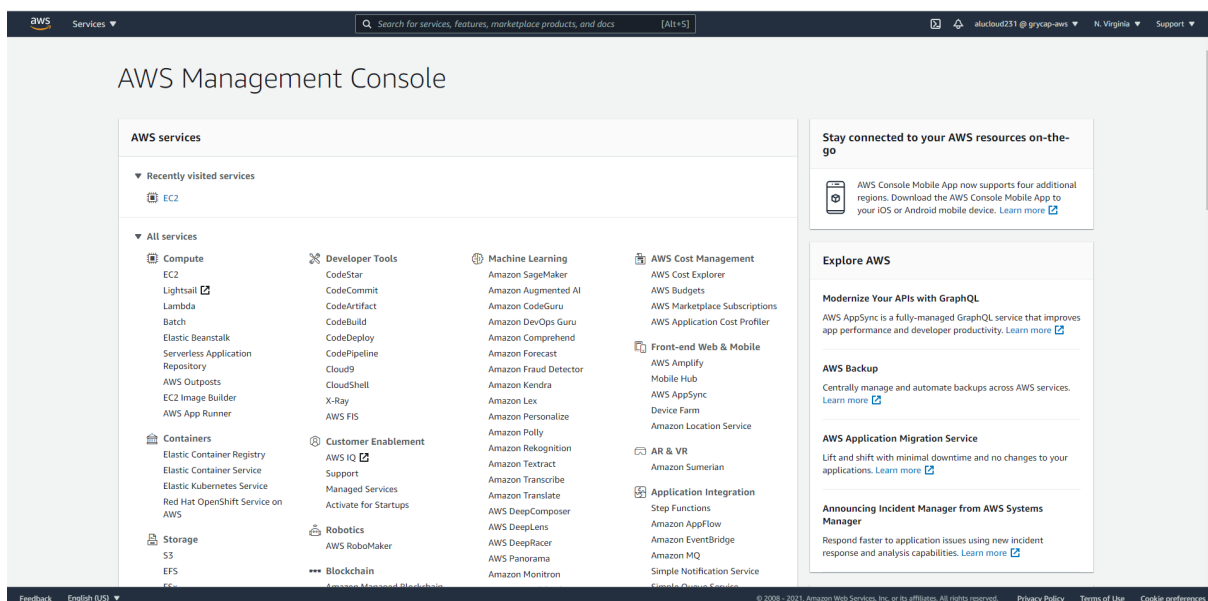 aws
Services
Search for services, features, marketplace products, and docs
[Alt+S]
alucloud231 @ grycap-aws
N. Virginia
Support
AWS Management Console
AWS services
Recently visited services
EC2
All services
Compute
EC2
Lightsail
Lambda
Batch
Elastic Beanstalk
Serverless Application
Repository
AWS Outposts
EC2 Image Builder
AWS App Runner
Containers
Elastic Container Registry
Elastic Container Service
Elastic Kubernetes Service
Red Hat OpenShift Service on
AWS
Storage
S3
EFS
FSx
Developer Tools
CodeStar
CodeCommit
CodeArtifact
CodeBuild
CodeDeploy
CodePipeline
Cloud9
CloudShell
X-Ray
AWS FIS
Customer Enablement
AWS IQ
Support
Managed Services
Activate for Startups
Robotics
AWS RoboMaker
Blockchain
Amazon Managed Blockchain
Machine Learning
Amazon SageMaker
Amazon Augmented AI
Amazon CodeGuru
Amazon DevOps Guru
Amazon Comprehend
Amazon Forecast
Amazon Fraud Detector
Amazon Kendra
Amazon Lex
Amazon Personalize
Amazon Polly
Amazon Rekognition
Amazon Textract
Amazon Transcribe
Amazon Translate
AWS DeepComposer
AWS DeepLens
AWS DeepRacer
AWS Panorama
Amazon Monitron
AWS Cost Management
AWS Cost Explorer
AWS Budgets
AWS Marketplace Subscriptions
AWS Application Cost Profiler
Front-end Web & Mobile
AWS Amplify
Mobile Hub
AWS AppSync
Device Farm
Amazon Location Service
AR & VR
Amazon Sumerian
Application Integration
Step Functions
Amazon AppFlow
Amazon EventBridge
Amazon MQ
Simple Notification Service
Simple Queue Service
Stay connected to your AWS resources on-the-
go
AWS Console Mobile App now supports four additional
regions. Download the AWS Console Mobile App to
your iOS or Android mobile device. Learn more
Explore AWS
Modernize Your APIs with GraphQL
AWS AppSync is a fully-managed GraphQL service that improves
app performance and developer productivity. Learn more
AWS Backup
Centrally manage and automate backups across AWS services.
Learn more
AWS Application Migration Service
Lift and shift with minimal downtime and no changes to your
applications. Learn more
Announcing Incident Manager from AWS Systems
Manager
Respond faster to application issues using new incident
response and analysis capabilities. Learn more
Feedback
English (US)
© 2008 - 2021, Amazon Web Services, Inc. or its affiliates. All rights reserved.
Privacy Policy
Terms of Use
Cookie preferences